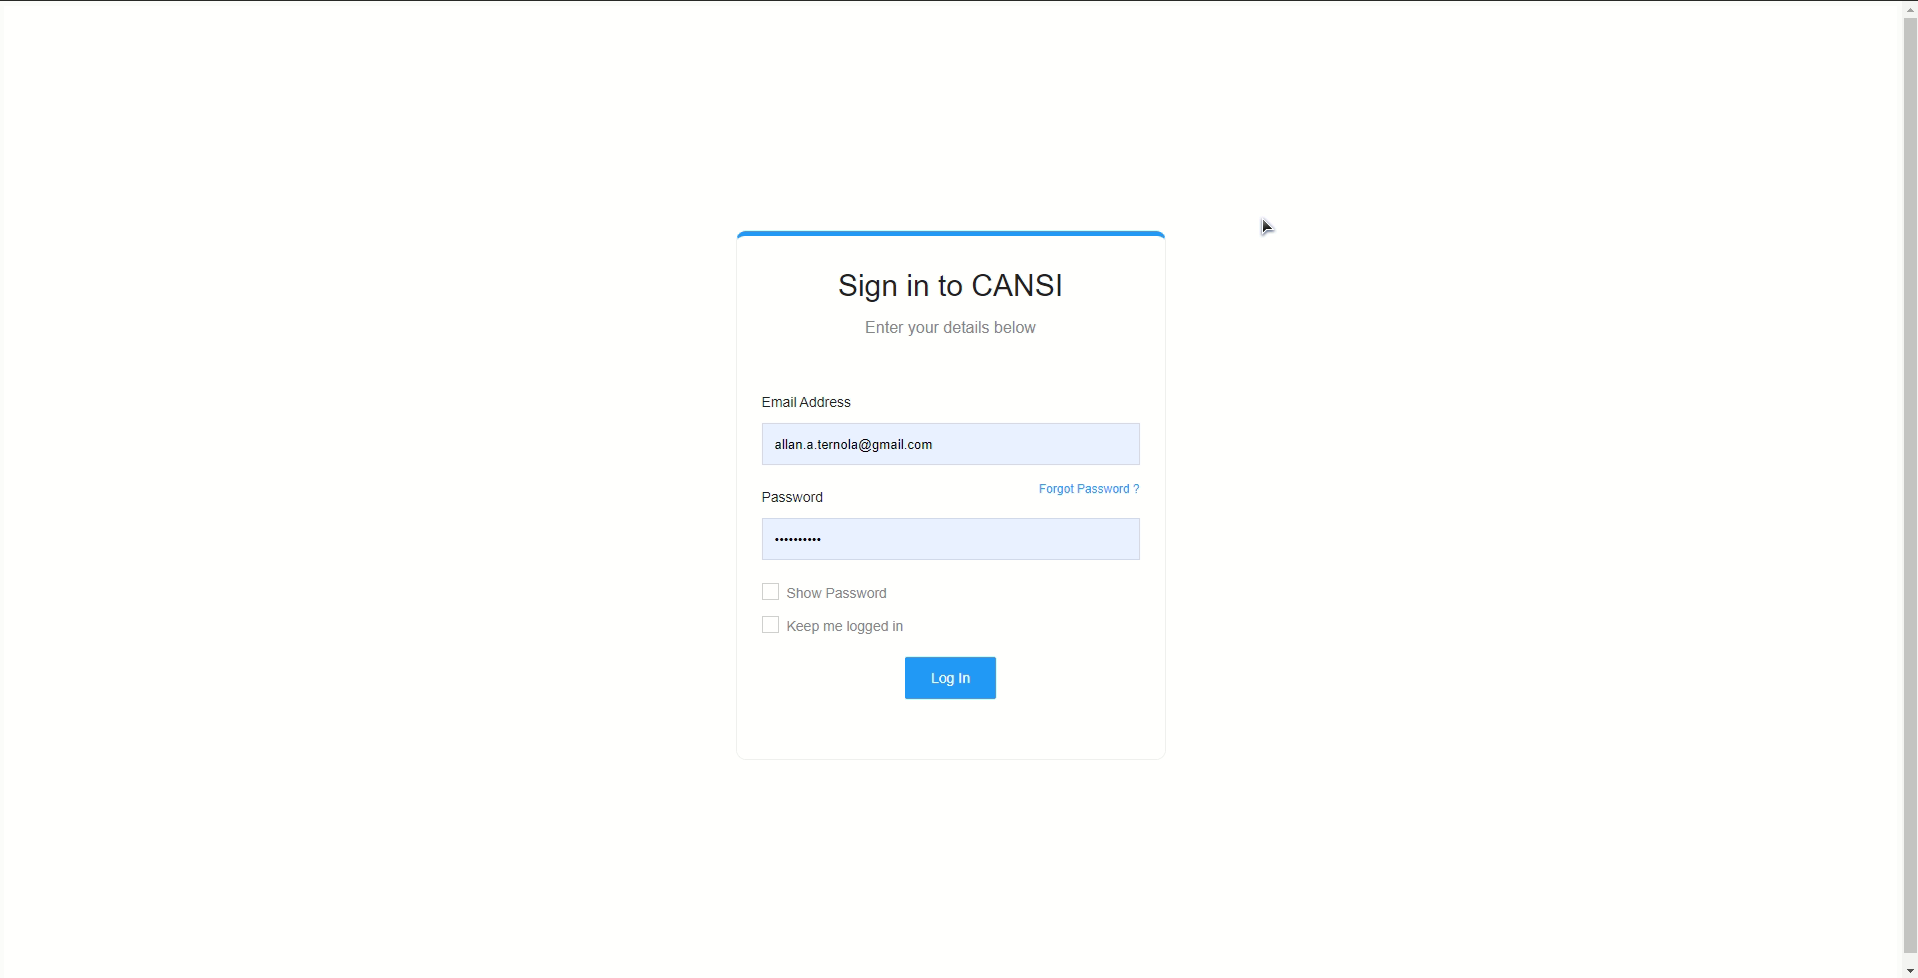 Sign in to CANSI
Enter your details below
Email Address
allan.a.ternola@gmail.com
Forgot Password ?
Password
••••••••••
Show Password
Keep me logged in
Log In